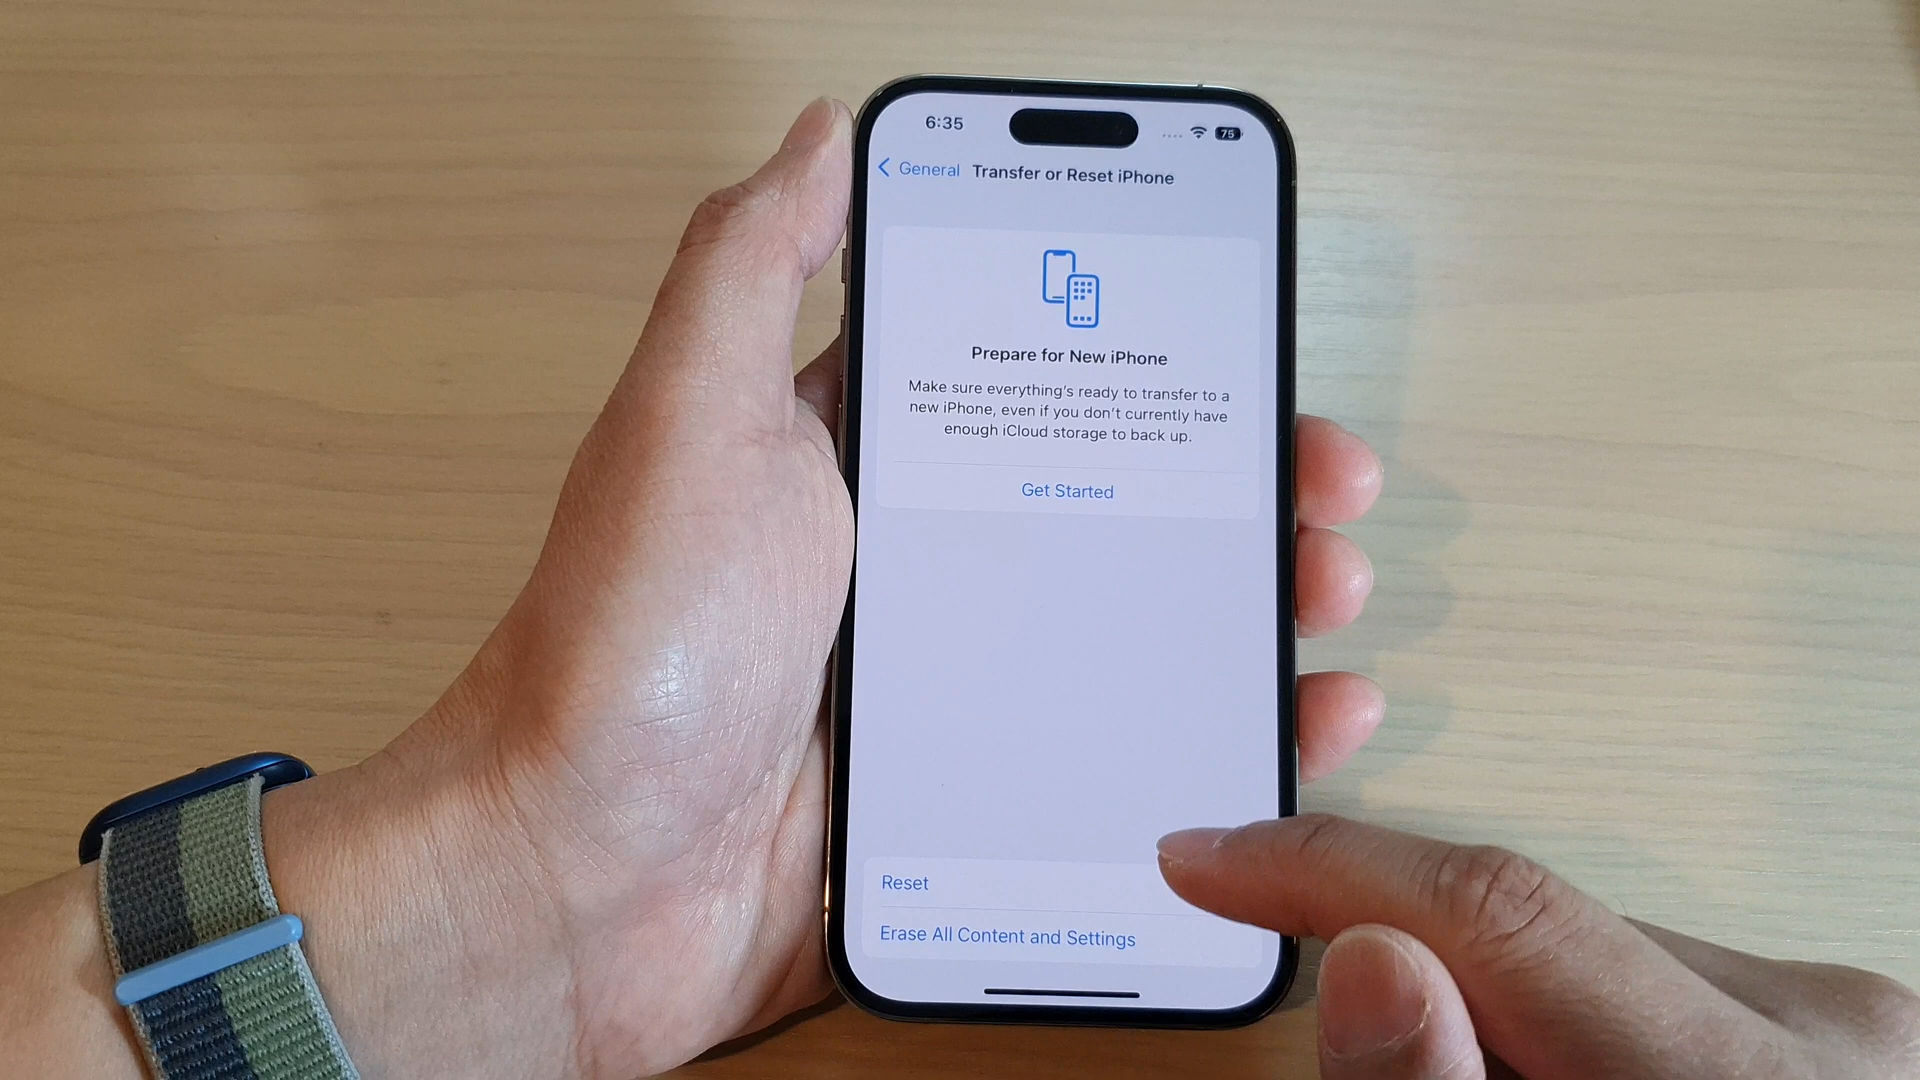 6:35
75
General Transfer or Reset iPhone
Prepare for New iPhone
Make sure everything's ready to transfer to a
new iPhone, even if you don't currently have
enough iCloud storage to back up.
Get Started
Reset
Erase All Content and Settings